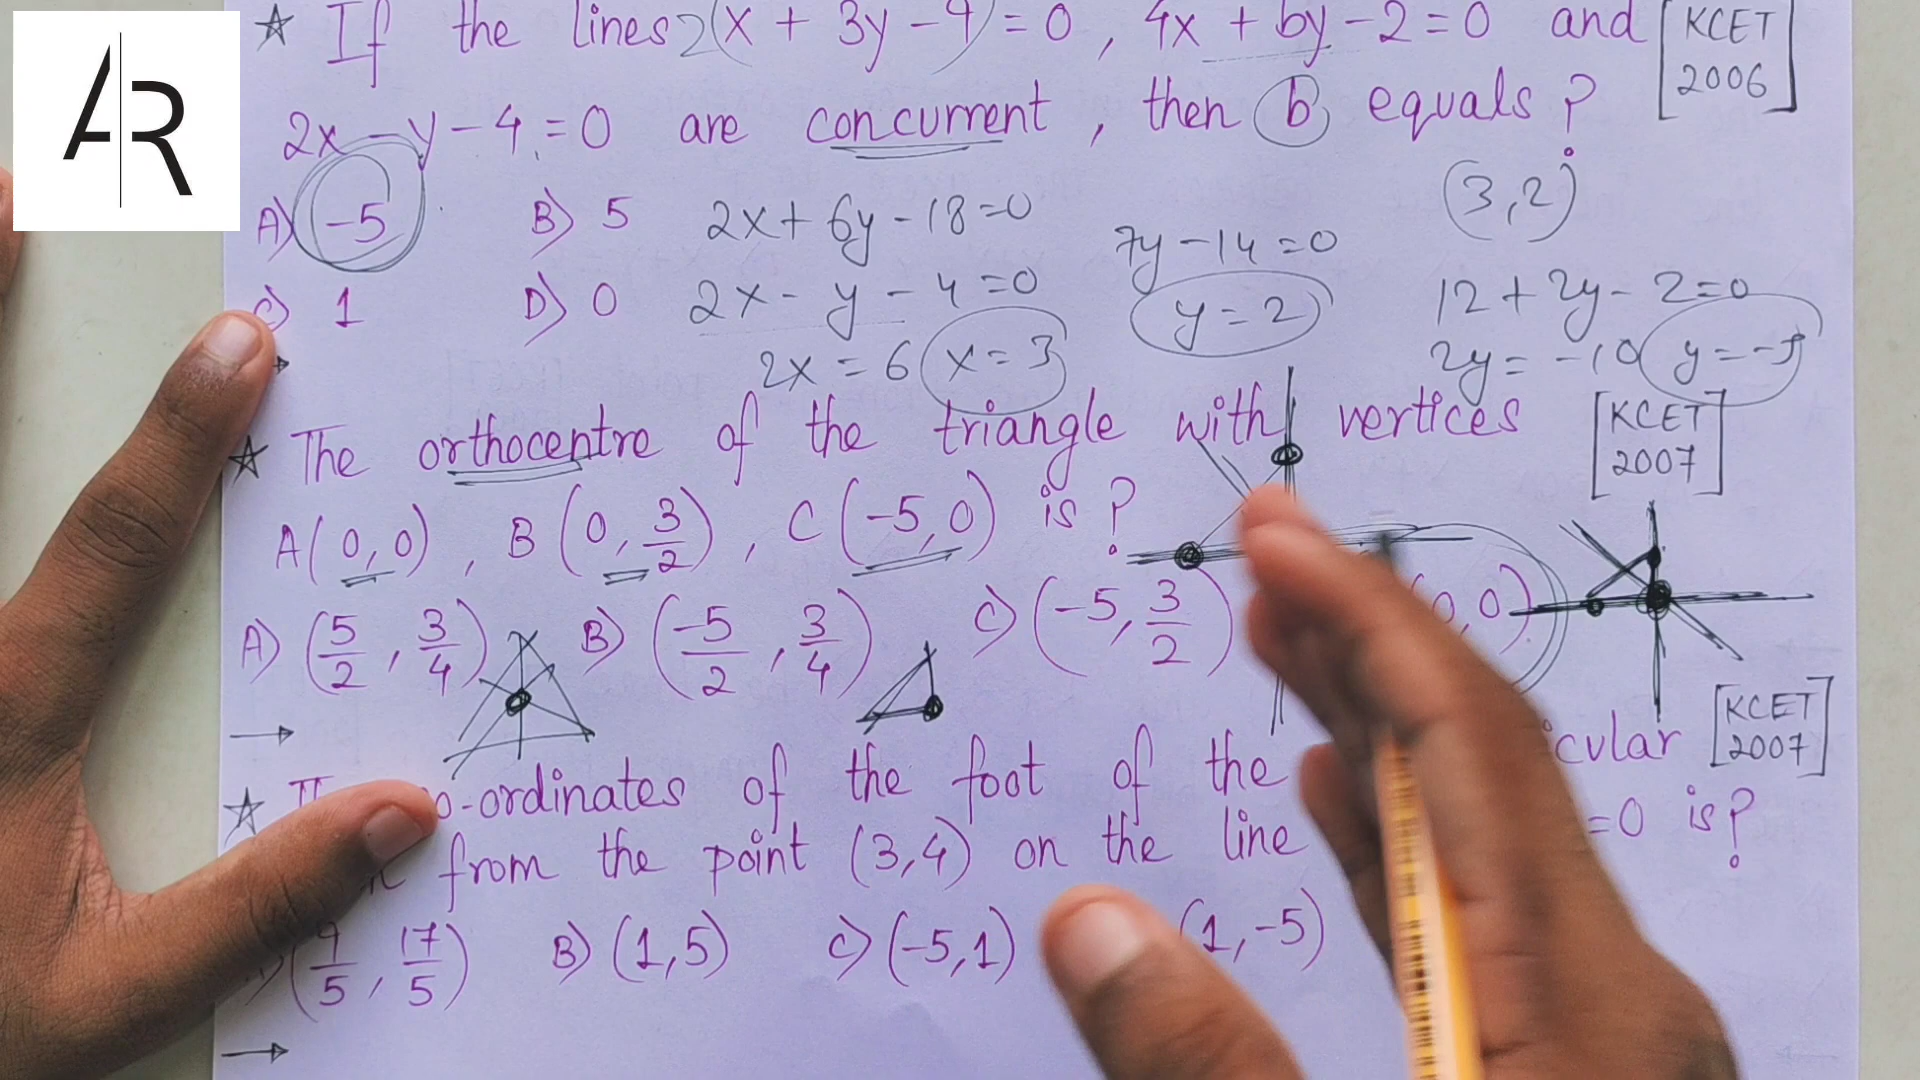 AR
☆ If the lines 2(x + 3y - 9) = 0, 4x + by - 2 = 0 and [KCET 2006]
2x - y - 4 = 0 are concurrent, then b equals?
(3,2)
A) -5 B) 5 2x + 6y - 18 = 0 7y - 14 = 0
C) 1 D) 0 2x - y - 4 = 0 y = 2 12 + 2y - 2 = 0
2x = 6 x = 3 2y = -10 y = -5
☆ The orthocentre of the triangle with vertices [KCET 2007]
A(0,0), B(0, 3/2), C(-5,0) is?
A) (5/2, 3/4) B) (-5/2, 3/4) C) (-5, 3/2) 0,0)
→
☆ co-ordinates of the foot of the icular [KCET 2007]
from the point (3,4) on the line =0 is?
(9/5, 17/5) B) (1,5) C) (-5,1) (1,-5)
→